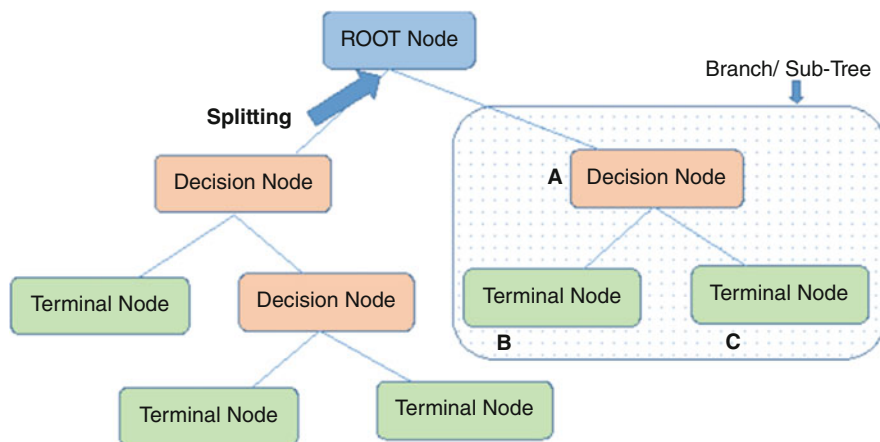 ROOT Node
Branch/ Sub-Tree
Splitting
Decision Node
A Decision Node
Terminal Node
Decision Node
Terminal Node
Terminal Node
B
C
Terminal Node
Terminal Node